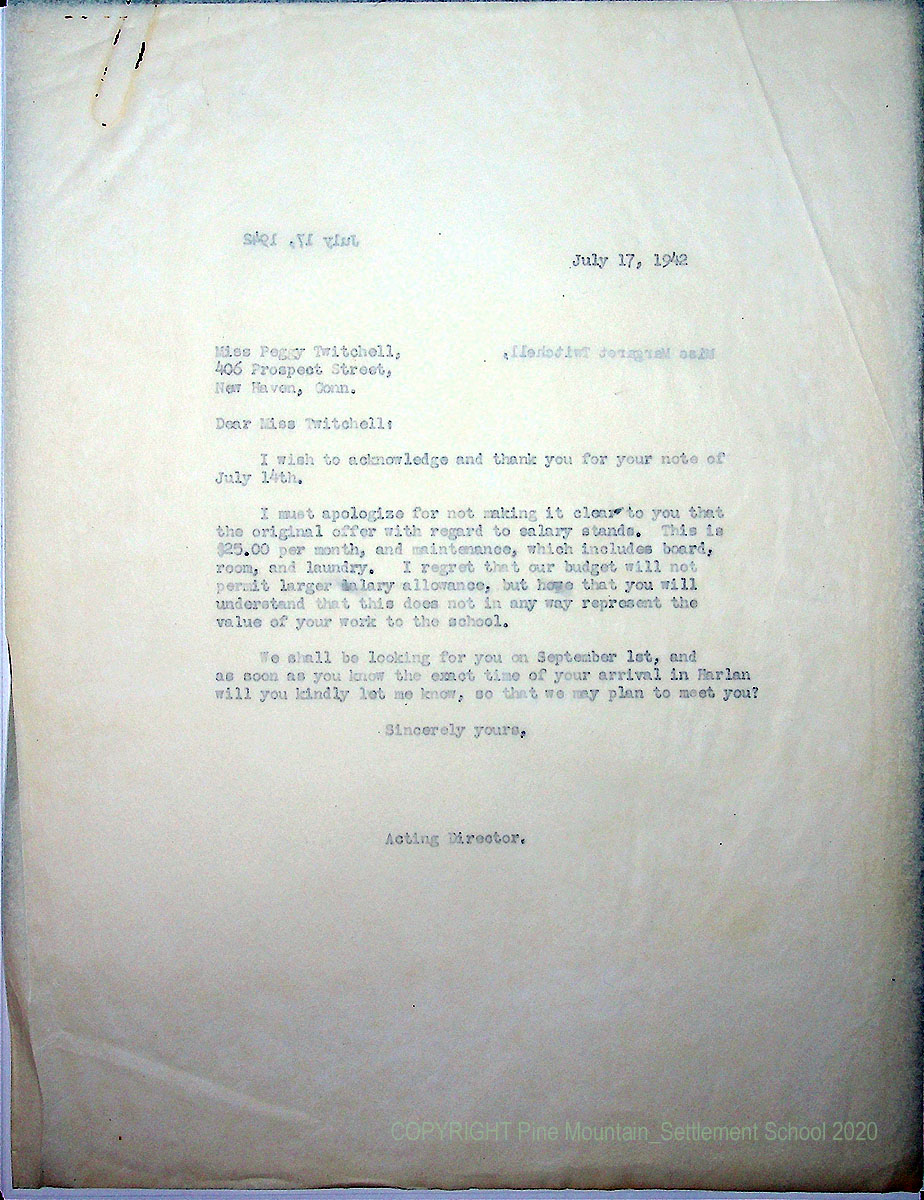 July 17, 1942
July 17, 1942
Miss Margaret Twitchell,
Miss Peggy Twitchell,
406 Prospect Street,
New Haven, Conn.
Dear Miss Twitchell:
I wish to acknowledge and thank you for your note of
July 14th.
I must apologize for not making it clear to you that
the original offer with regard to salary stands. This is
$25.00 per month, and maintenance, which includes board,
room, and laundry. I regret that our budget will not
permit larger salary allowance, but hope that you will
understand that this does not in any way represent the
value of your work to the school.
We shall be looking for you on September 1st, and
as soon as you know the exact time of your arrival in Harlan
will you kindly let me know, so that we may plan to meet you?
Sincerely yours,
Acting Director.
COPYRIGHT Pine Mountain_Settlement School 2020